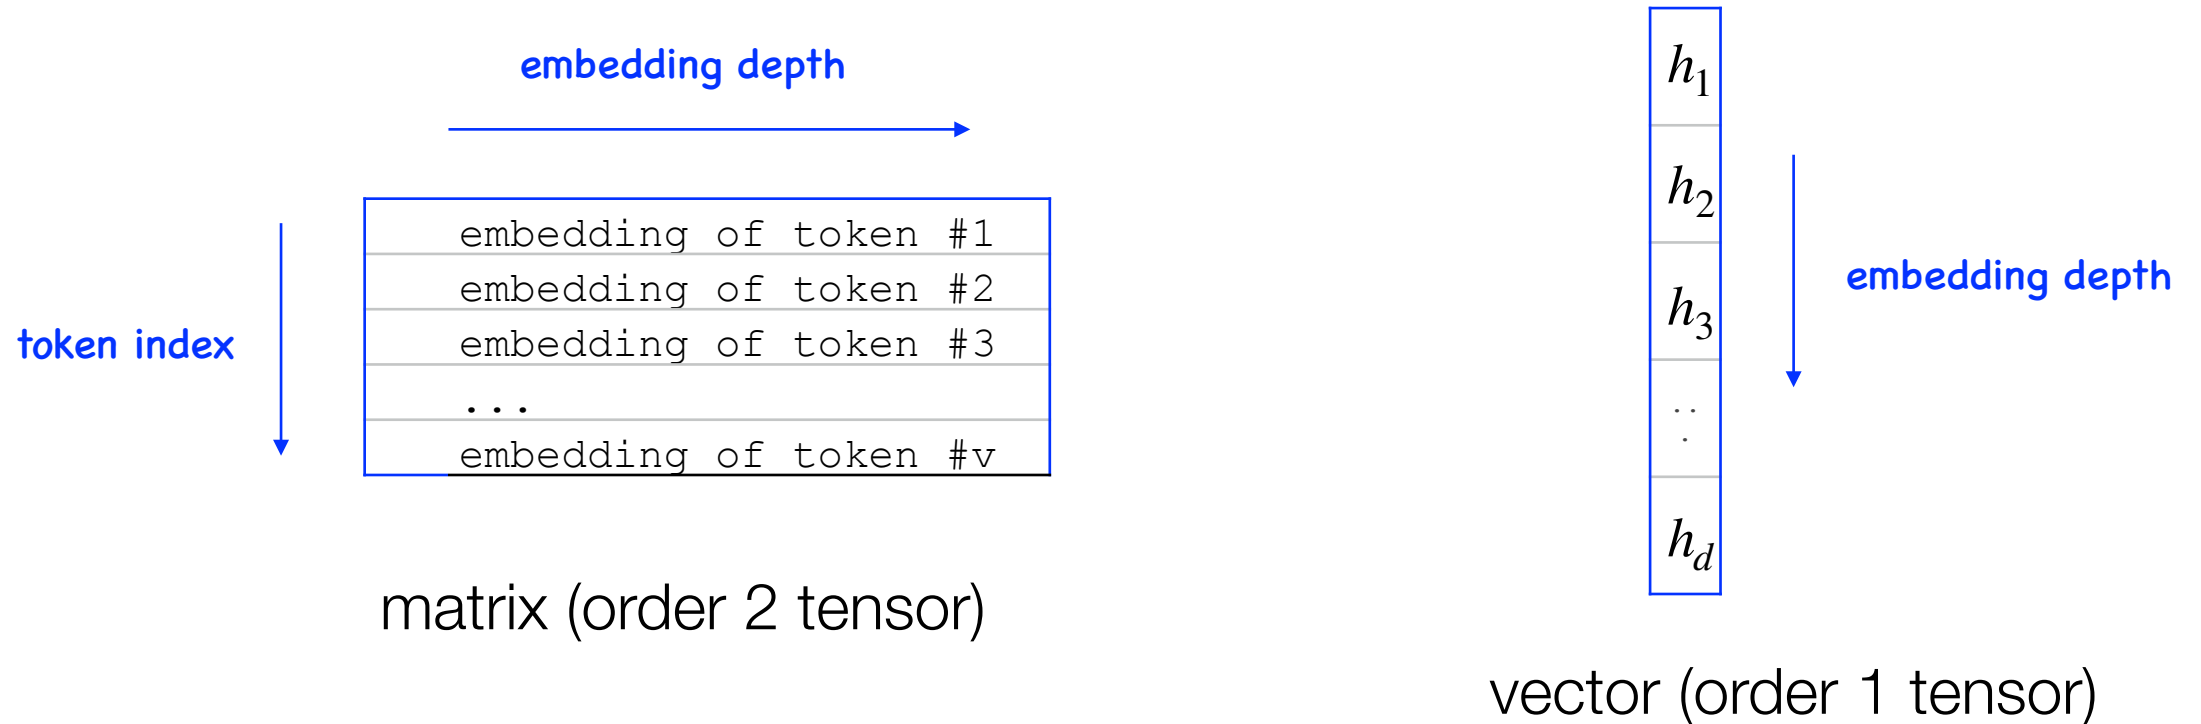 embedding depth
token index
embedding of token #1
embedding of token #2
embedding of token #3
...
embedding of token #v
matrix (order 2 tensor)
h₁
h₂
h₃
...
h_d
embedding depth
vector (order 1 tensor)